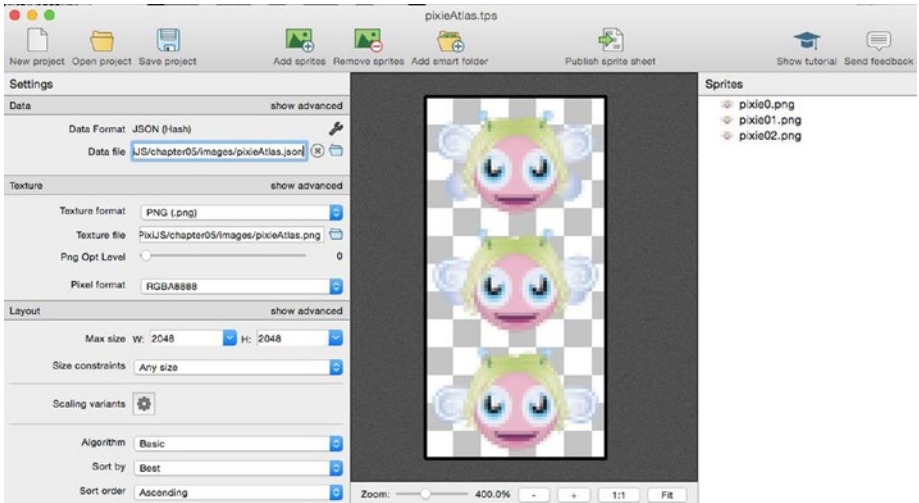 pixieAtlas.tps
New project Open project Save project Add sprites Remove sprites Add smart folder Publish sprite sheet Show tutorial Send feedback
Settings
Sprites
Data show advanced
pixie0.png
pixie01.png
pixie02.png
Data Format JSON (Hash)
Data file JS/chapter05/images/pixieAtlas.json
Texture show advanced
Texture format PNG (.png)
Texture file PixiJS/chapter05/images/pixieAtlas.png
Png Opt Level 0
Pixel format RGBA8888
Layout show advanced
Max size W: 2048 H: 2048
Size constraints Any size
Scaling variants
Algorithm Basic
Sort by Best
Sort order Ascending
Zoom: 400.0% - + 1:1 Fit